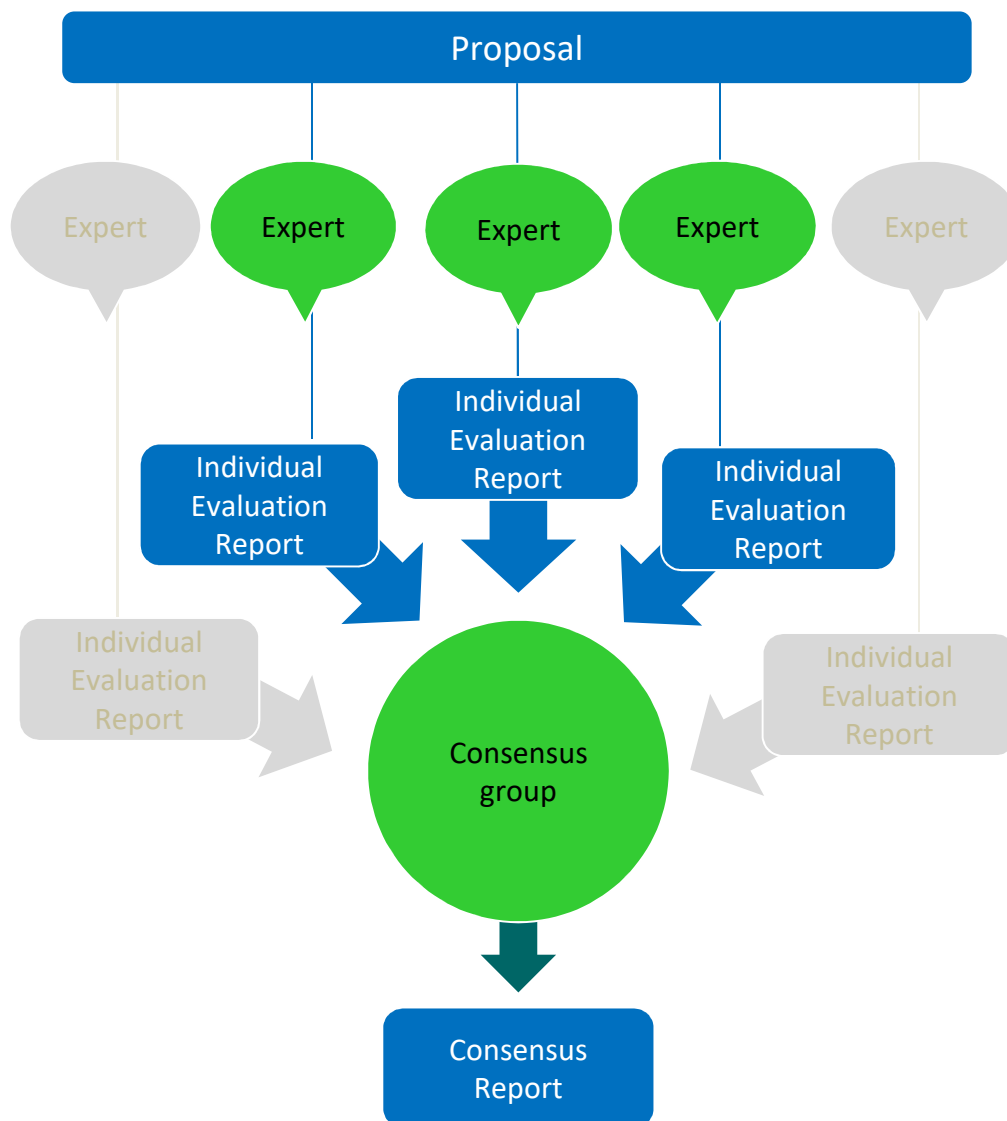 Proposal
Expert
Expert
Expert
Expert
Expert
Individual
Evaluation
Report
Individual
Evaluation
Report
Individual
Evaluation
Report
Individual
Evaluation
Report
Individual
Evaluation
Report
Consensus
group
Consensus
Report